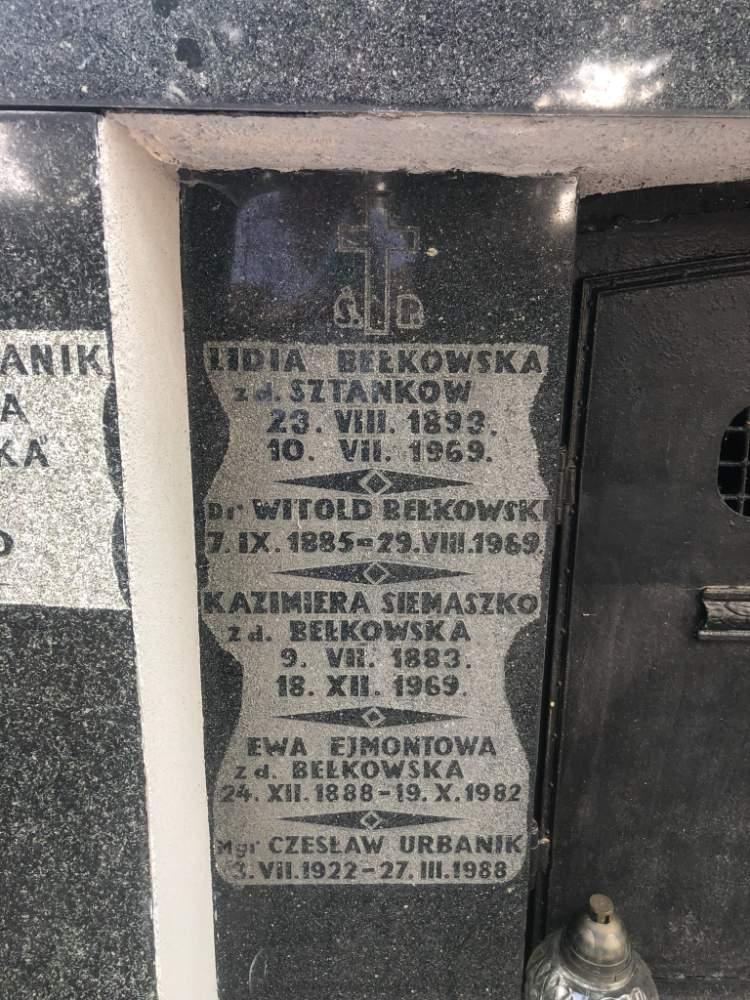 ANIK
A
KA
O
Ś. P.
LIDIA BEŁKOWSKA
z d. SZTANKOW
23. VIII. 1893.
10. VII. 1969.
Dr WITOLD BEŁKOWSKI
7. IX. 1885-29. VIII. 1969.
KAZIMIERA SIEMASZKO
z d. BEŁKOWSKA
9. VII. 1883.
18. XII. 1969.
EWA EJMONTOWA
z d. BEŁKOWSKA
24. XII. 1888-19. X. 1982
Mgr CZESŁAW URBANIK
3. VII. 1922-27. III. 1988